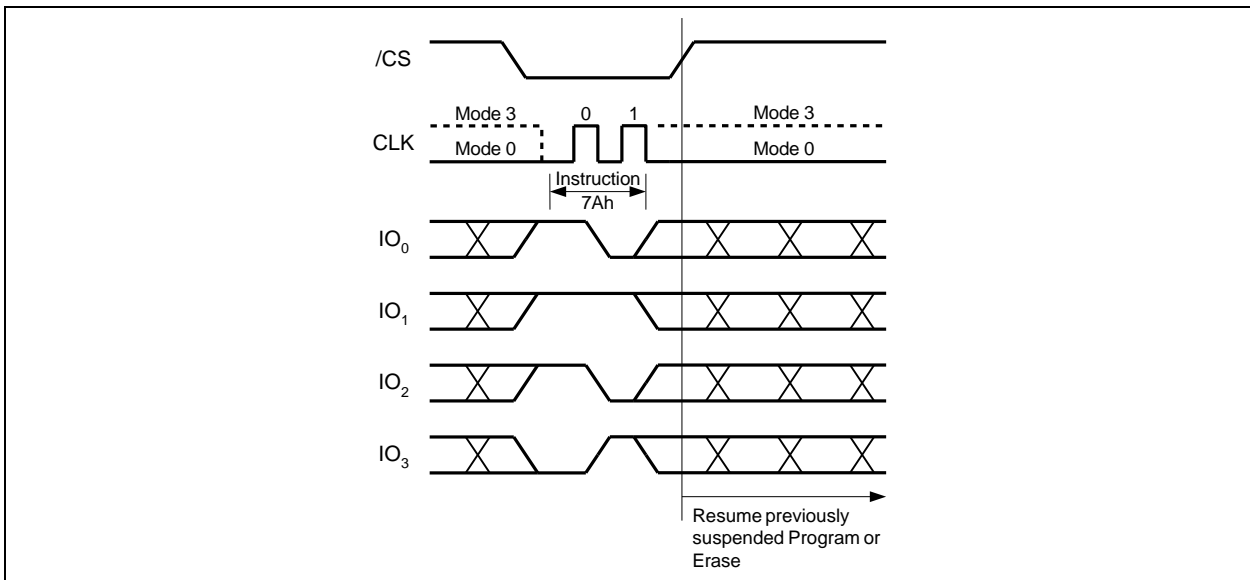 /CS
Mode 3 0 1 Mode 3
CLK
Mode 0 Mode 0
Instruction
7Ah
IO0
IO1
IO2
IO3
Resume previously
suspended Program or
Erase